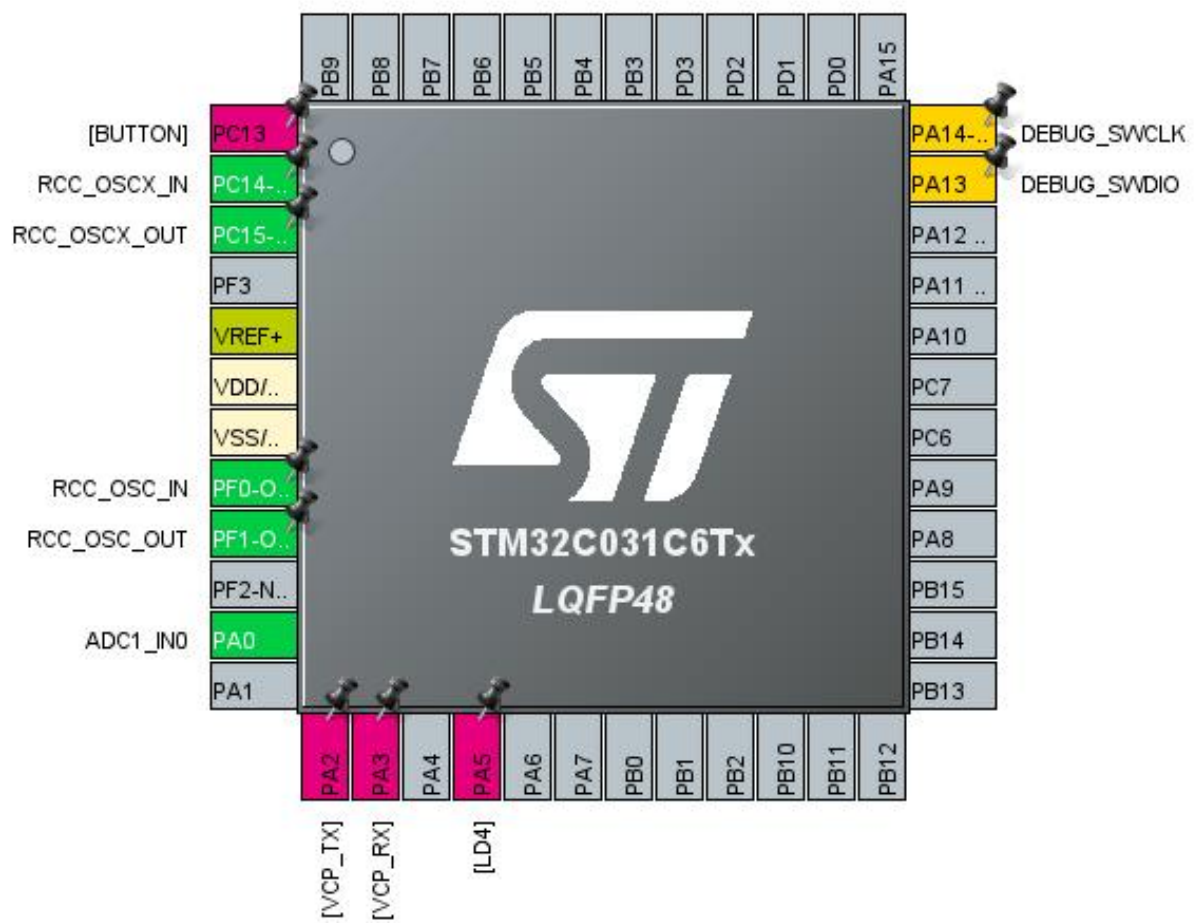 PB9
PB8
PB7
PB6
PB5
PB4
PB3
PD3
PD2
PD1
PD0
PA15
[BUTTON] PC13
RCC_OSCX_IN PC14-..
RCC_OSCX_OUT PC15-..
PF3
VREF+
VDD/..
VSS/..
RCC_OSC_IN PF0-O..
RCC_OSC_OUT PF1-O..
PF2-N..
ADC1_IN0 PA0
PA1
STM32C031C6Tx
LQFP48
PA14-.. DEBUG_SWCLK
PA13 DEBUG_SWDIO
PA12 ..
PA11 ..
PA10
PC7
PC6
PA9
PA8
PB15
PB14
PB13
PA2
PA3
PA4
PA5
PA6
PA7
PB0
PB1
PB2
PB10
PB11
PB12
[VCP_TX]
[VCP_RX]
[LD4]